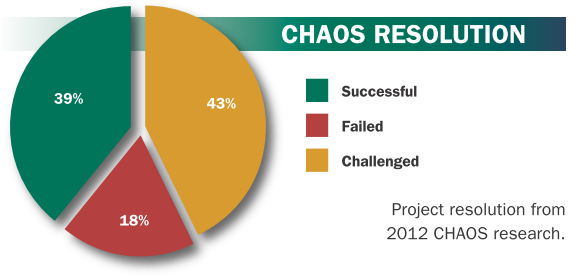 CHAOS RESOLUTION
39%
43%
18%
Successful
Failed
Challenged
Project resolution from
2012 CHAOS research.